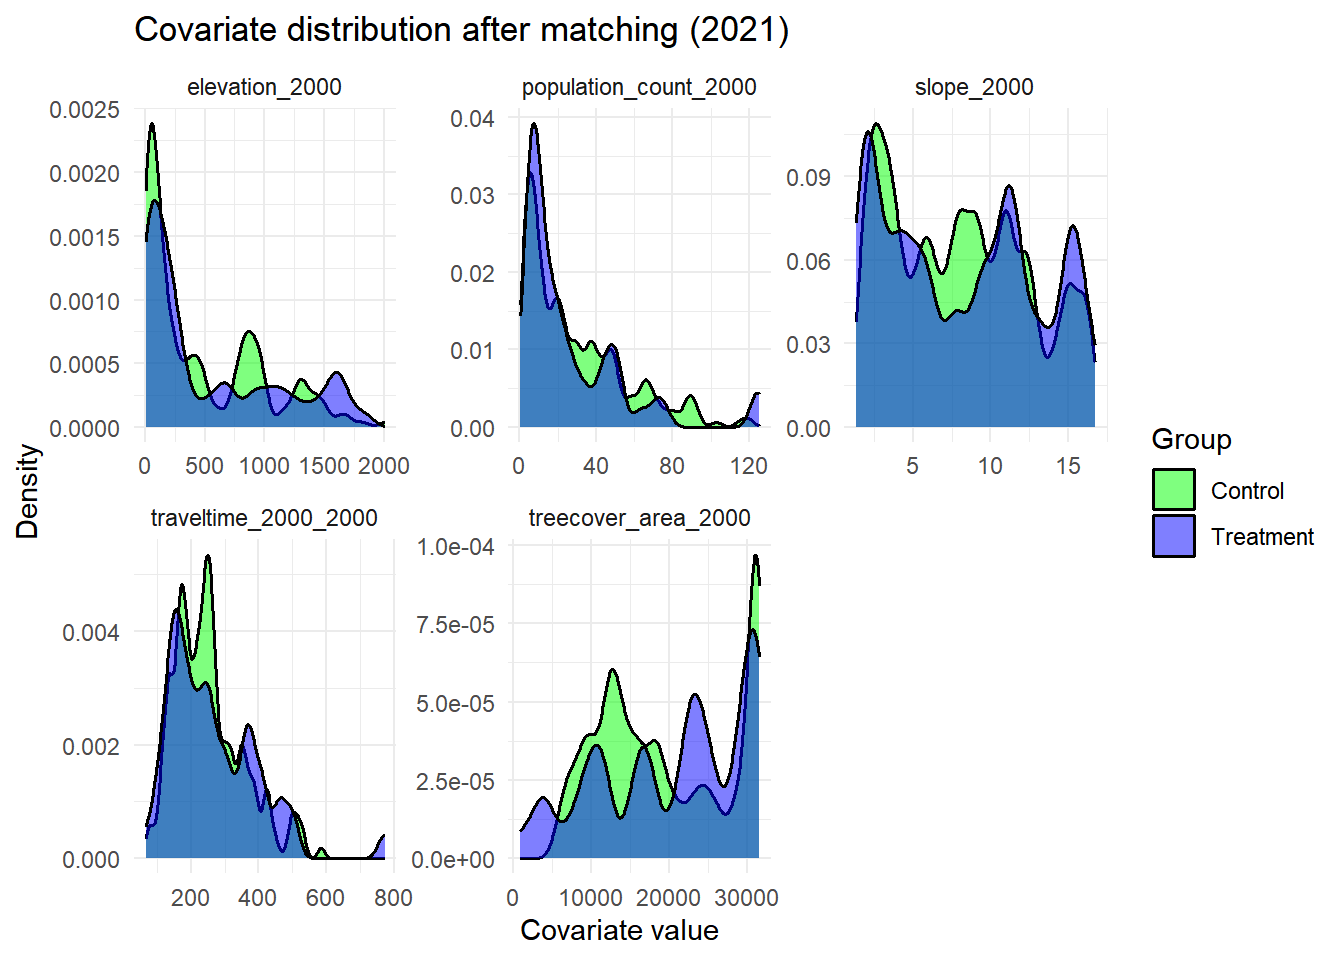 Covariate distribution after matching (2021)
elevation_2000
population_count_2000
slope_2000
0.0025
0.0020
0.0015
0.0010
0.0005
0.0000
0 500 1000 1500 2000
0.04
0.03
0.02
0.01
0.00
0 40 80 120
0.09
0.06
0.03
0.00
5 10 15
Density
traveltime_2000_2000
treecover_area_2000
0.004
0.002
0.000
200 400 600 800
1.0e-04
7.5e-05
5.0e-05
2.5e-05
0.0e+00
0 10000 20000 30000
Covariate value
Group
Control
Treatment